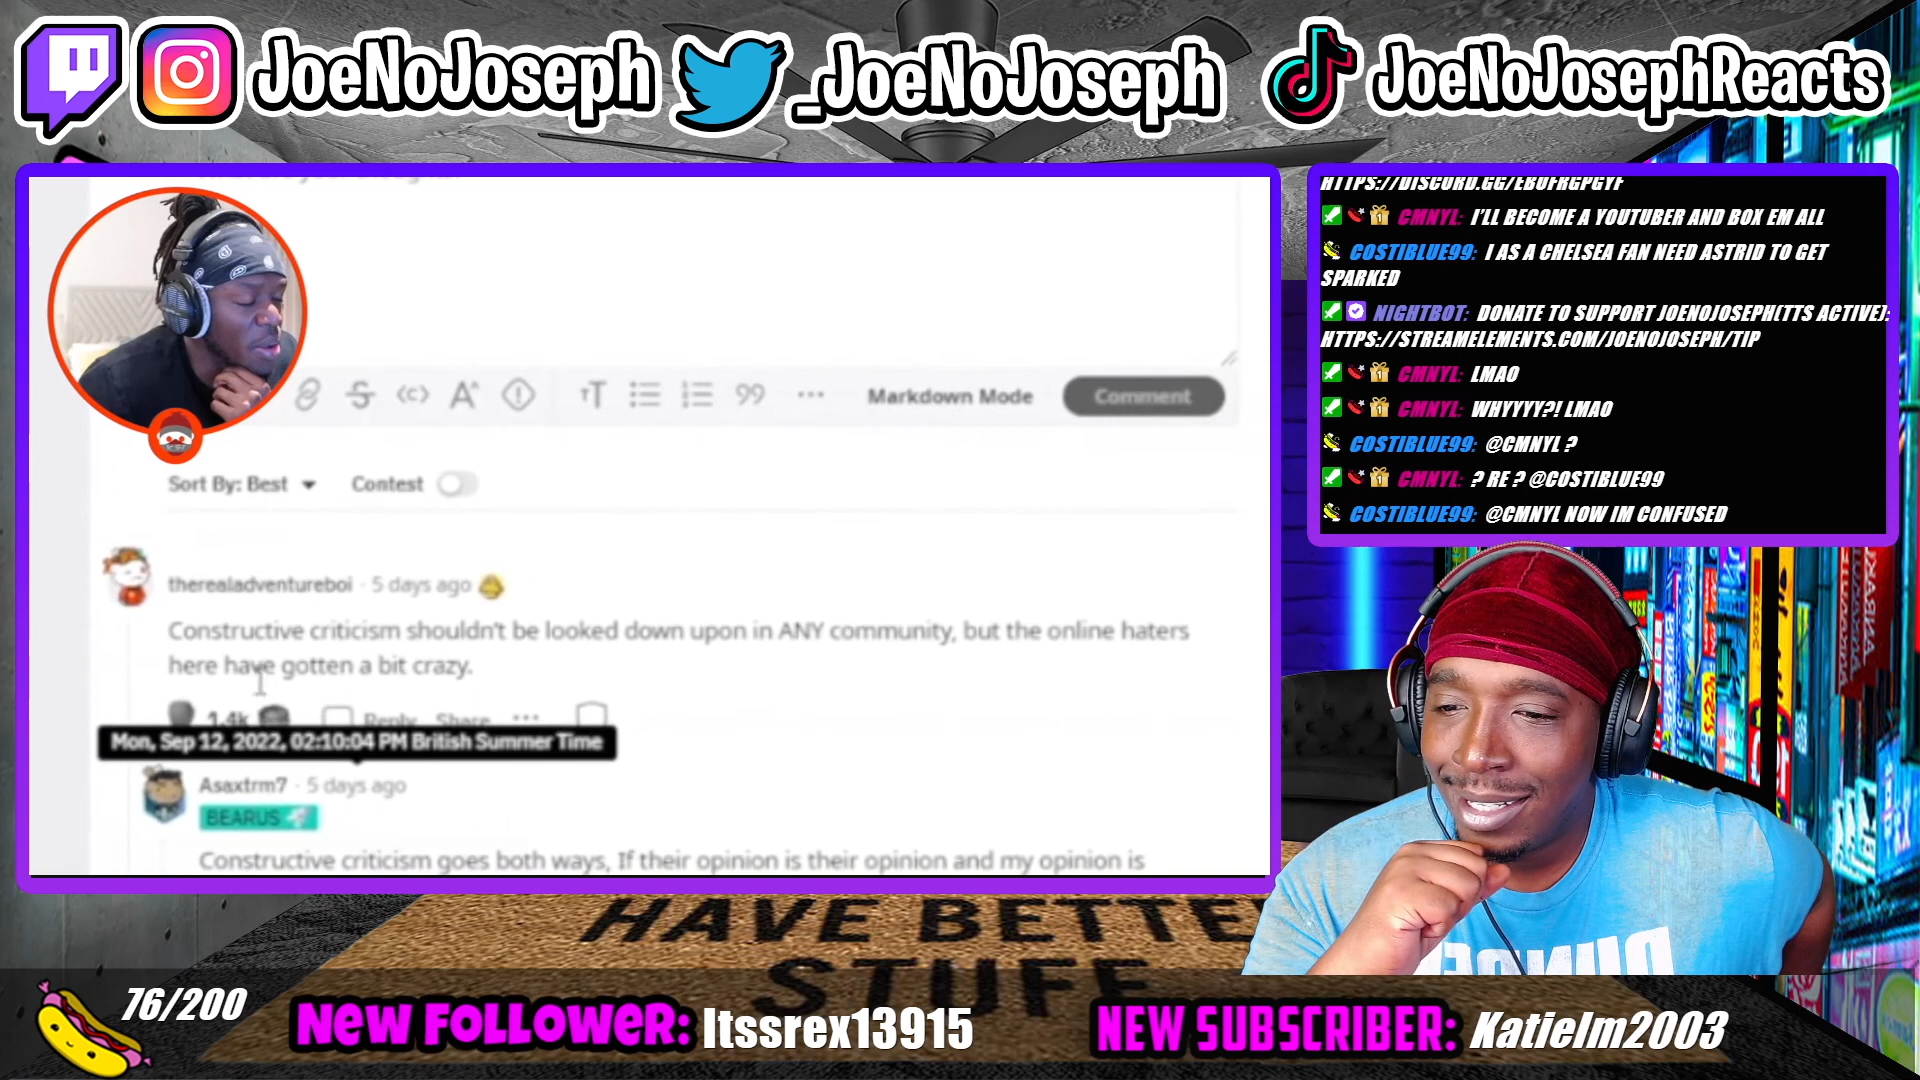 JoeNoJoseph
_JoeNoJoseph
JoeNoJosephReacts
Markdown Mode
Comment
Sort By: Best
Contest
therealadventureboi · 5 days ago
Constructive criticism shouldn't be looked down upon in ANY community, but the online haters
here have gotten a bit crazy.
1.4k
Reply
Share
Mon, Sep 12, 2022, 02:10:04 PM British Summer Time
Asaxtrm7 · 5 days ago
BEARUS
Constructive criticism goes both ways, If their opinion is their opinion and my opinion is
HTTPS://DISCORD.GG/EBUFRGPGYF
CMNYL: I'LL BECOME A YOUTUBER AND BOX EM ALL
COSTIBLUE99: I AS A CHELSEA FAN NEED ASTRID TO GET
SPARKED
NIGHTBOT: DONATE TO SUPPORT JOENOJOSEPH(TTS ACTIVE):
HTTPS://STREAMELEMENTS.COM/JOENOJOSEPH/TIP
CMNYL: LMAO
CMNYL: WHYYYY?! LMAO
COSTIBLUE99: @CMNYL ?
CMNYL: ? RE ? @COSTIBLUE99
COSTIBLUE99: @CMNYL NOW IM CONFUSED
HAVE BETTE
STUFF
76/200
NEW FOLLOWER: Itssrex13915
NEW SUBSCRIBER: Katielm2003